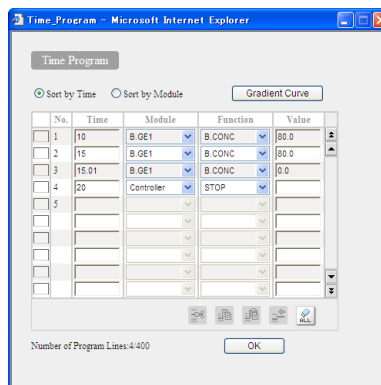 Time_Program - Microsoft Internet Explorer
Time Program
Sort by Time Sort by Module Gradient Curve
No. Time Module Function Value
1 10 B.GE1 B.CONC 80.0
2 15 B.GE1 B.CONC 80.0
3 15.01 B.GE1 B.CONC 0.0
4 20 Controller STOP
5
ALL
Number of Program Lines:4/400 OK